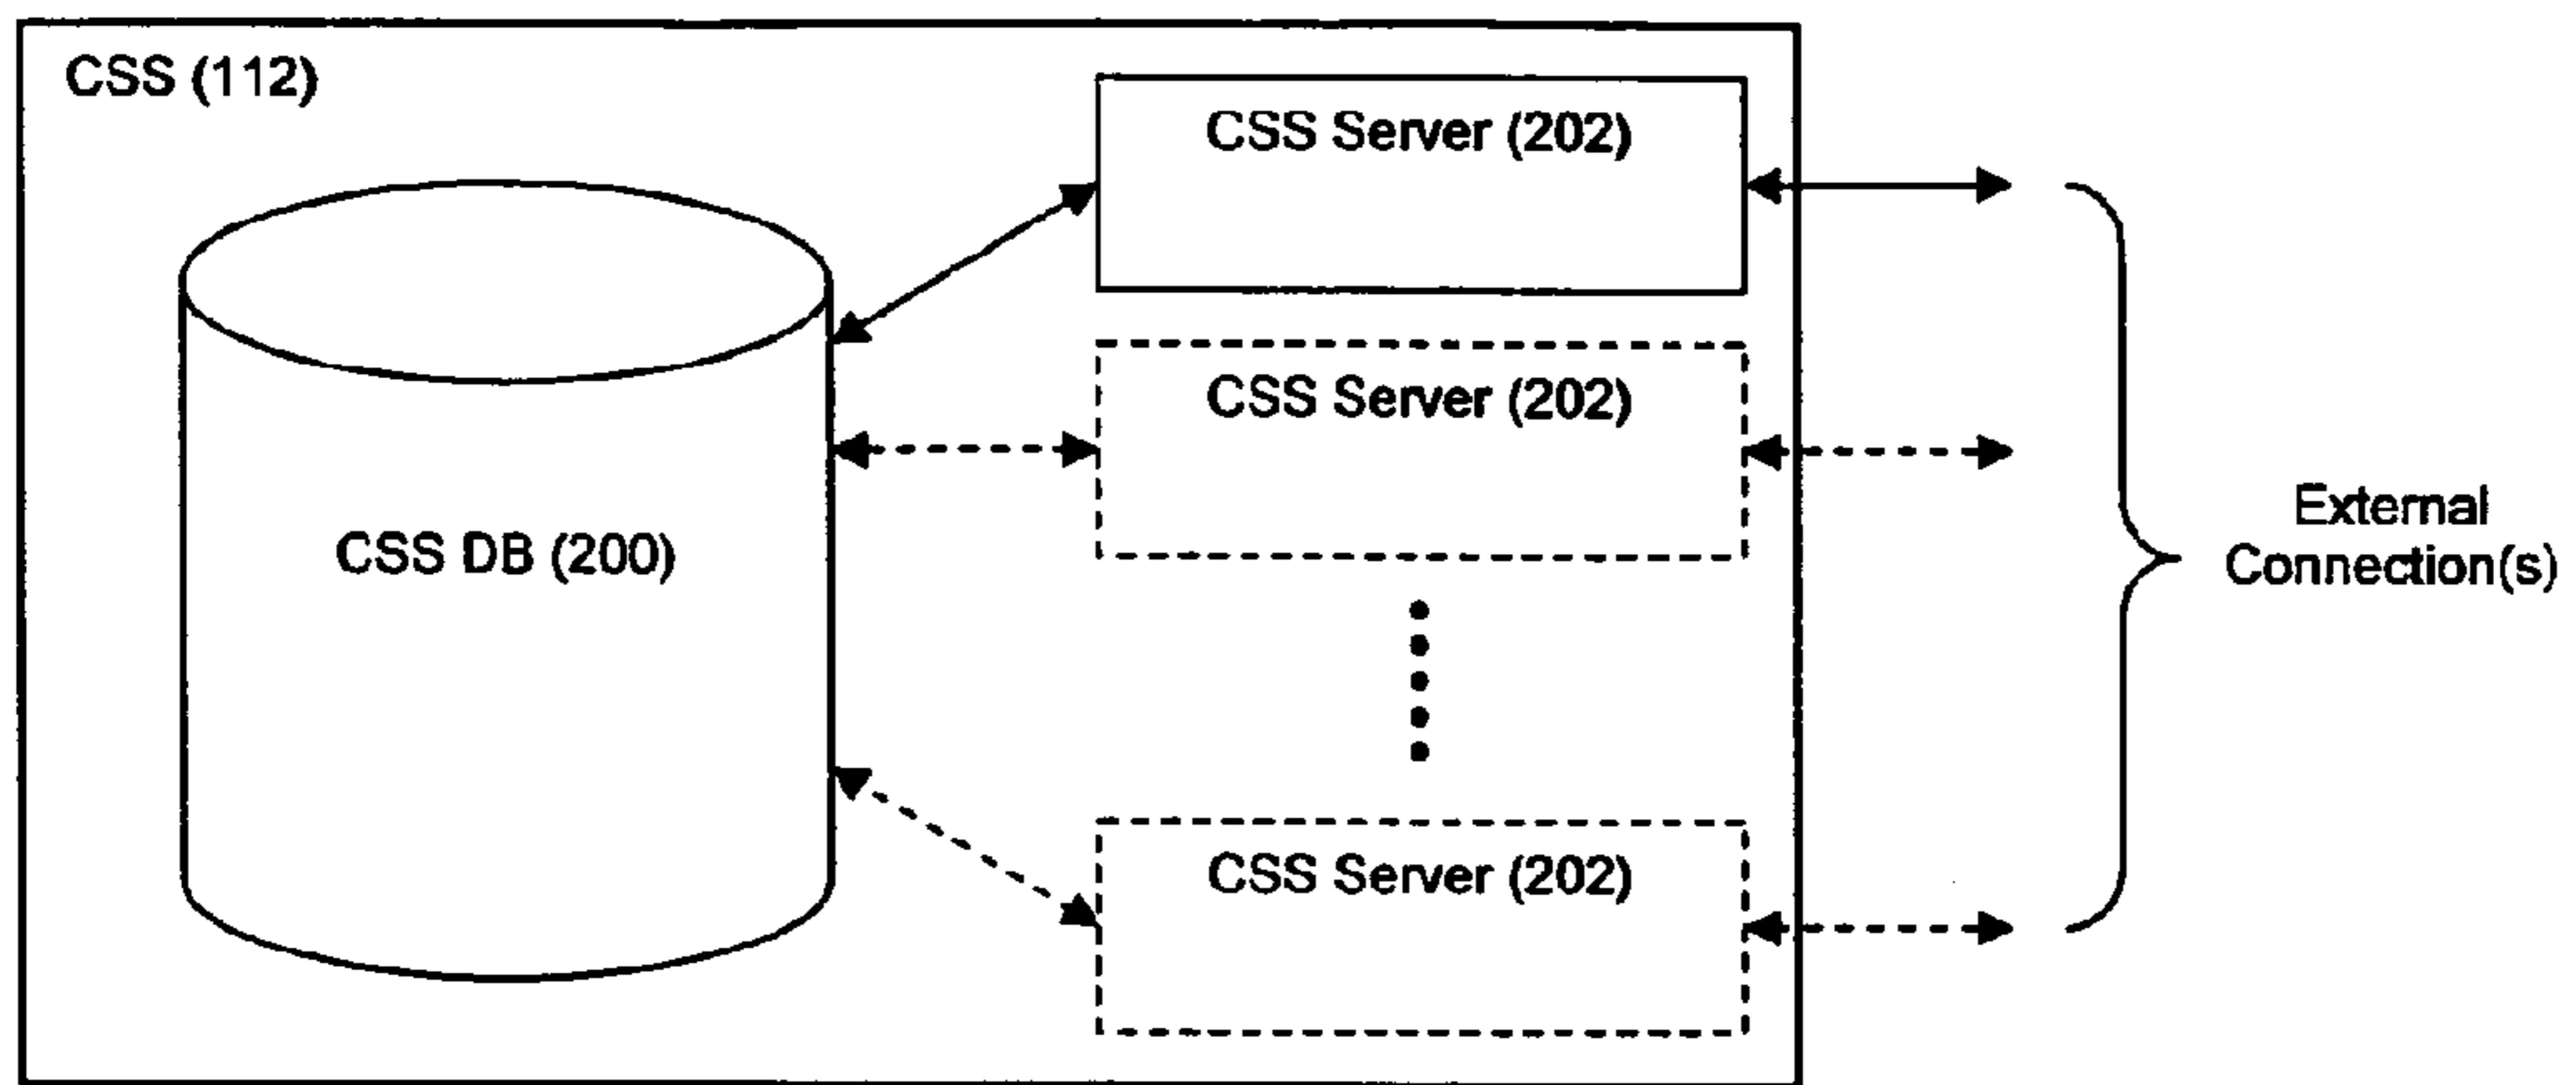 CSS (112)
CSS Server (202)
CSS Server (202)
CSS DB (200)
External
Connection(s)
CSS Server (202)